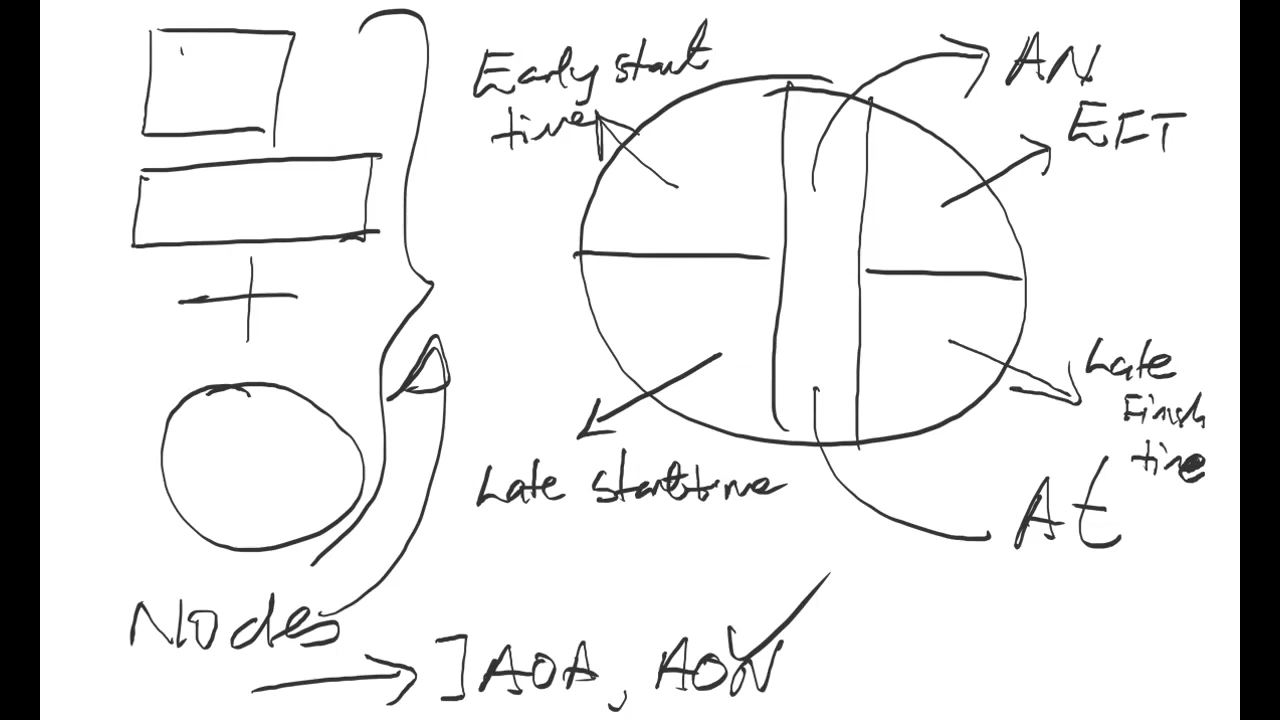 Early start
time
AN
EFT
Late
Finish
time
Late start time
At
Nodes
] AOA, AON